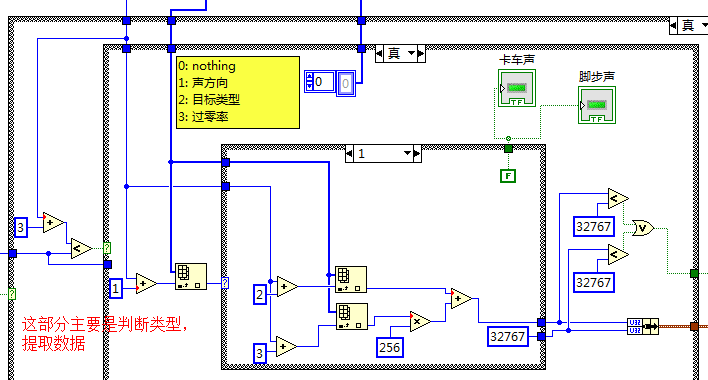 真
真
0: nothing
1: 声方向
2: 目标类型
3: 过零率
0
0
卡车声
TF
脚步声
TF
1
F
3
+
<
?
?
1
+
?
2
+
3
+
+
×
256
32767
<
32767
<
32767
V
U32
U32
这部分主要是判断类型，
提取数据